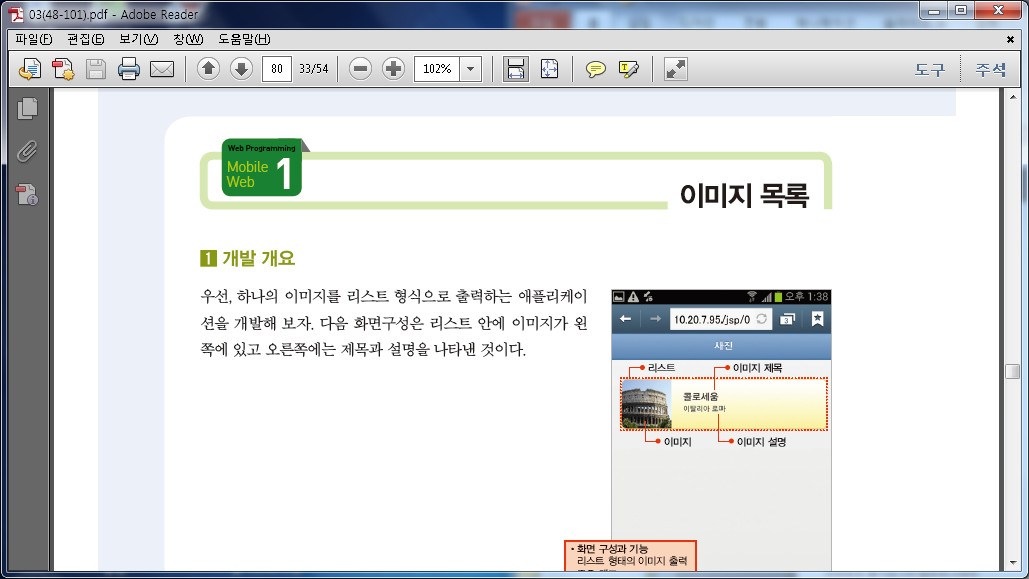 03(48-101).pdf - Adobe Reader
파일(F) 편집(E) 보기(V) 창(W) 도움말(H)
80 33/54 102% 도구 주석
Web Programming
Mobile
Web 1
이미지 목록
1 개발 개요
우선, 하나의 이미지를 리스트 형식으로 출력하는 애플리케이
션을 개발해 보자. 다음 화면구성은 리스트 안에 이미지가 왼
쪽에 있고 오른쪽에는 제목과 설명을 나타낸 것이다.
오후 1:38
10.20.7.95/jsp/0 3
사진
리스트 이미지 제목
콜로세움
이탈리아 로마
이미지 이미지 설명
• 화면 구성과 기능
리스트 형태의 이미지 출력